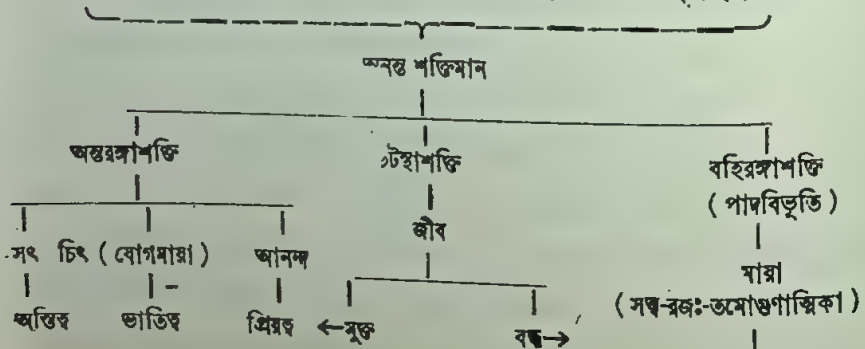 অনন্ত শক্তিমান
অন্তরঙ্গাশক্তি তটস্থাশক্তি বহিরঙ্গাশক্তি
( পাদবিভূতি )
সৎ চিৎ ( যোগমায়া ) আনন্দ জীব মায়া
অস্তিত্ব ভাতিত্ব প্রিয়ত্ব ←মুক্ত বদ্ধ→ ( সত্ত্ব-রজঃ-তমোগুণাত্মিকা )